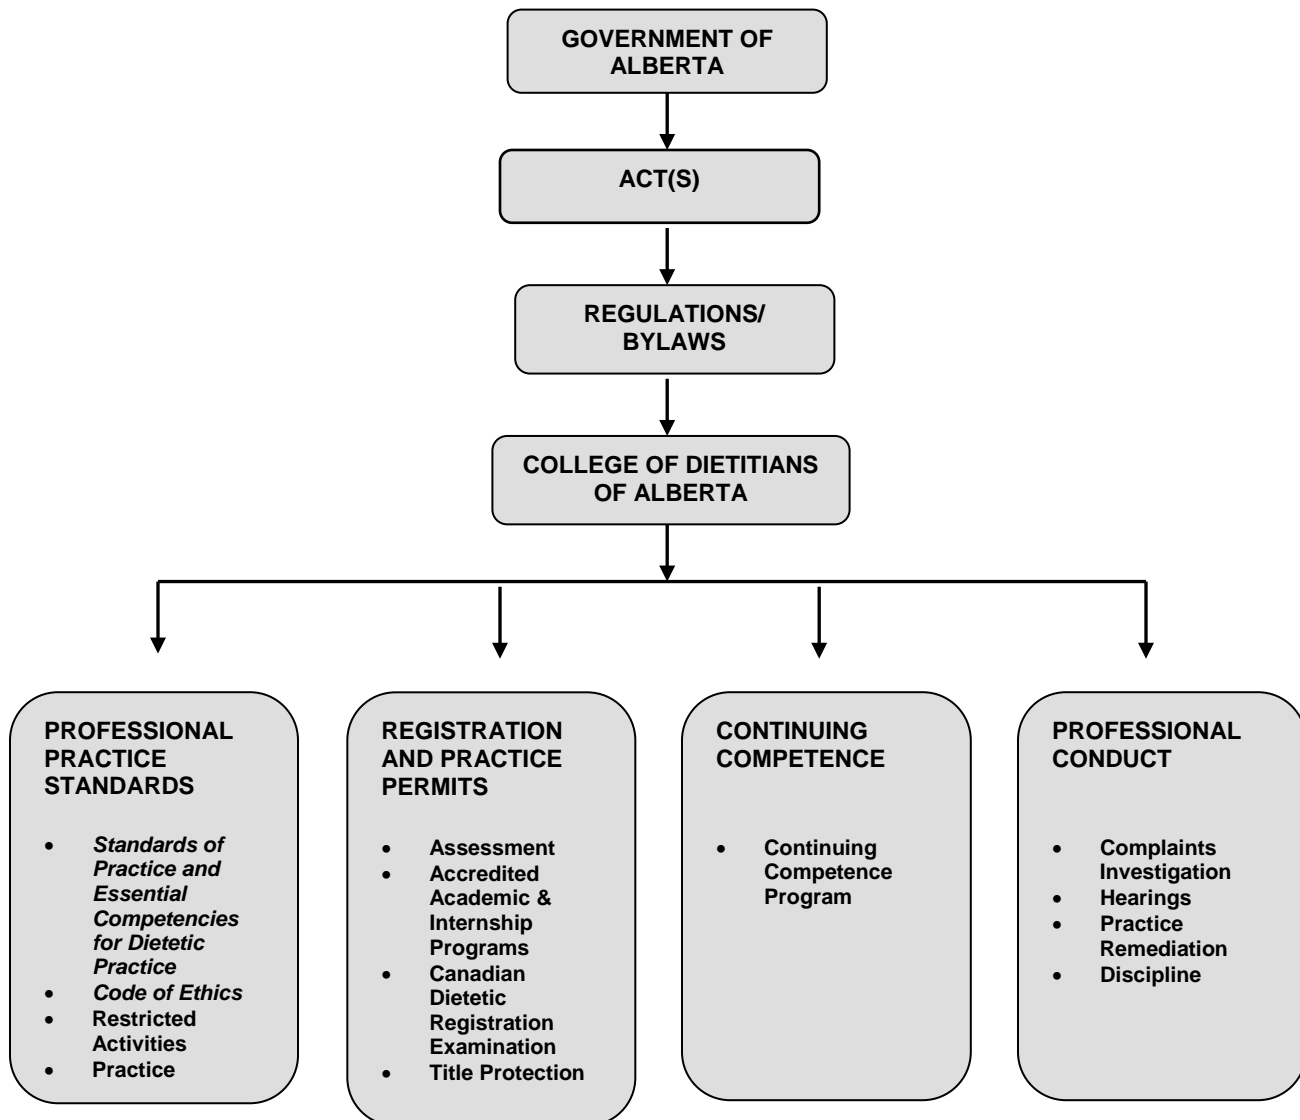 GOVERNMENT OF
ALBERTA
ACT(S)
REGULATIONS/
BYLAWS
COLLEGE OF DIETITIANS
OF ALBERTA
PROFESSIONAL
PRACTICE
STANDARDS
• Standards of
Practice and
Essential
Competencies
for Dietetic
Practice
• Code of Ethics
• Restricted
Activities
• Practice
REGISTRATION
AND PRACTICE
PERMITS
• Assessment
• Accredited
Academic &
Internship
Programs
• Canadian
Dietetic
Registration
Examination
• Title Protection
CONTINUING
COMPETENCE
• Continuing
Competence
Program
PROFESSIONAL
CONDUCT
• Complaints
Investigation
• Hearings
• Practice
Remediation
• Discipline